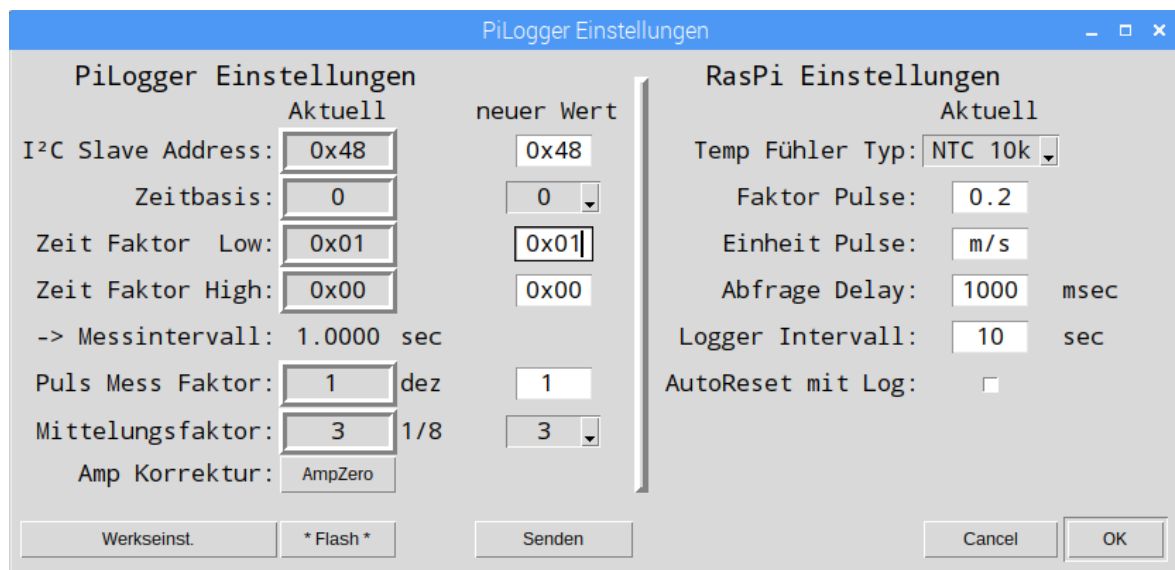 PiLogger Einstellungen
PiLogger Einstellungen
Aktuell neuer Wert
I²C Slave Address: 0x48 0x48
Zeitbasis: 0 0
Zeit Faktor Low: 0x01 0x01
Zeit Faktor High: 0x00 0x00
-> Messintervall: 1.0000 sec
Puls Mess Faktor: 1 dez 1
Mittelungsfaktor: 3 1/8 3
Amp Korrektur: AmpZero
Werkseinst. * Flash * Senden
RasPi Einstellungen
Aktuell
Temp Fühler Typ: NTC 10k
Faktor Pulse: 0.2
Einheit Pulse: m/s
Abfrage Delay: 1000 msec
Logger Intervall: 10 sec
AutoReset mit Log:
Cancel OK